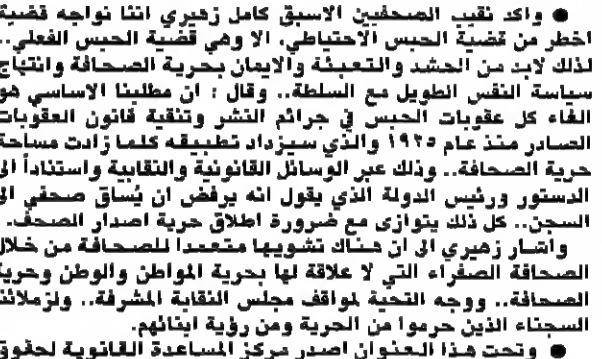 ● واكد نقيب الصحفيين الاسبق كامل زهيري اننا نواجه قضية
اخطر من قضية الحبس الاحتياطي، الا وهي قضية الحبس الفعلي..
لذلك لابد من الحشد والتعبئة والايمان بحرية الصحافة وانتهاج
سياسة النفس الطويل مع السلطة.. وقال : ان مطلبنا الاساسي هو
الغاء كل عقوبات الحبس في جرائم النشر وتنقية قانون العقوبات
الصادر منذ عام ١٩٣٥ والذي سيزداد تطبيقه كلما زادت مساحة
حرية الصحافة.. وذلك عبر الوسائل القانونية والنقابية واستناداً الى
الدستور ورئيس الدولة الذي يقول انه يرفض ان يُساق صحفي الى
السجن.. كل ذلك يتوازى مع ضرورة اطلاق حرية اصدار الصحف.
واشار زهيري الى ان هناك تشويها متعمدا للصحافة من خلال
الصحافة الصفراء التي لا علاقة لها بحرية المواطن والوطن وحرية
الصحافة.. ووجه التحية لمواقف مجلس النقابة المشرفة.. ولزملائنا
السجناء الذين حرموا من الحرية ومن رؤية ابنائهم.
● وتحت هذا العنوان اصدر مركز المساعدة القانونية لحقوق